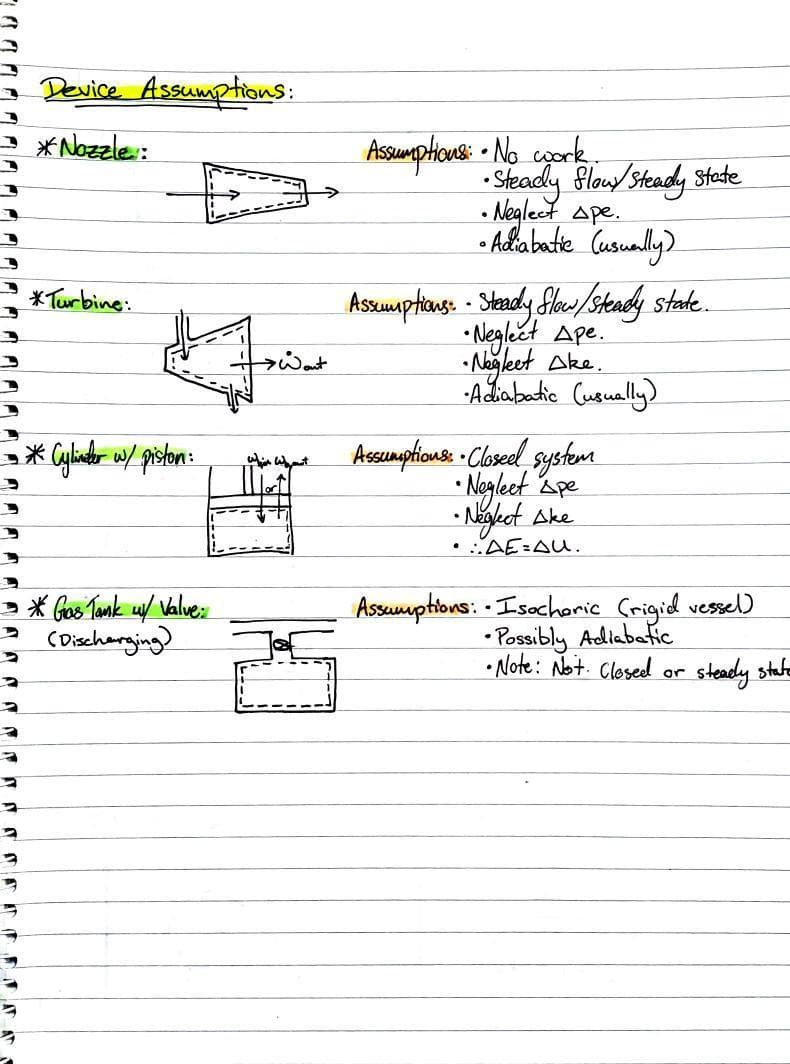 Device Assumptions:
* Nozzle: Assumptions: • No work.
• Steady flow/steady state
• Neglect Δpe.
• Adiabatic (usually)
* Turbine: Assumptions: • Steady flow/steady state.
• Neglect Δpe.
Ẇout • Neglect Δke.
• Adiabatic (usually)
* Cylinder w/ piston: Assumptions: • Closed system
or • Neglect Δpe
• Neglect Δke
• ∴ ΔE = ΔU.
* Gas Tank w/ Valve: Assumptions: • Isochoric (rigid vessel)
(Discharging) • Possibly Adiabatic
• Note: Not. Closed or steady state